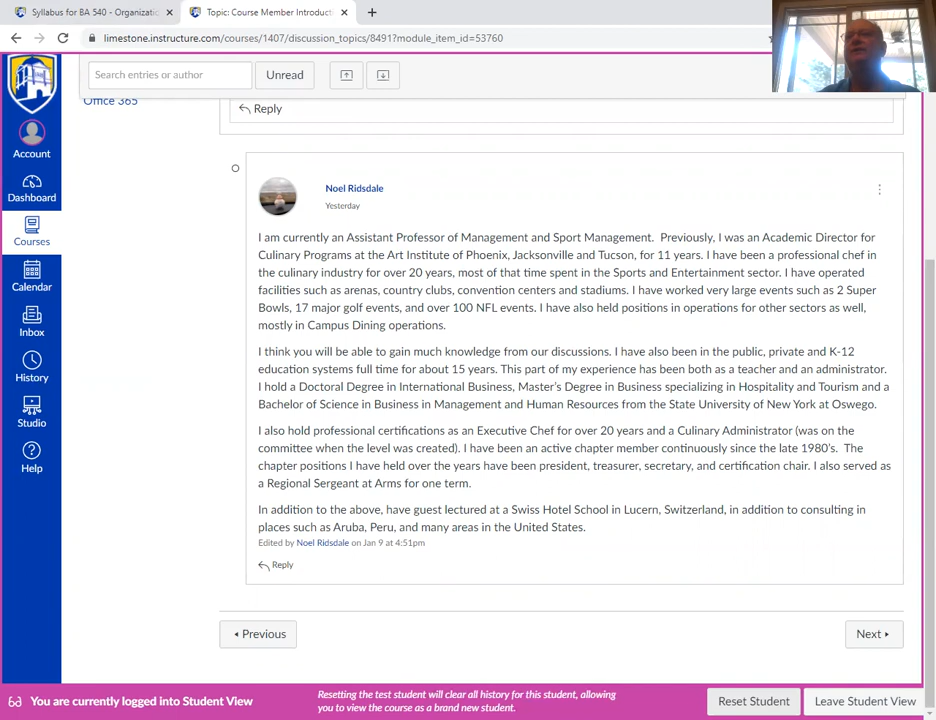 Syllabus for BA 540 - Organizatio
Topic: Course Member Introducti
limestone.instructure.com/courses/1407/discussion_topics/8491?module_item_id=53760
Search entries or author
Unread
Office 365
Reply
Account
Dashboard
Courses
Calendar
Inbox
History
Studio
Help
Noel Ridsdale
Yesterday
I am currently an Assistant Professor of Management and Sport Management. Previously, I was an Academic Director for
Culinary Programs at the Art Institute of Phoenix, Jacksonville and Tucson, for 11 years. I have been a professional chef in
the culinary industry for over 20 years, most of that time spent in the Sports and Entertainment sector. I have operated
facilities such as arenas, country clubs, convention centers and stadiums. I have worked very large events such as 2 Super
Bowls, 17 major golf events, and over 100 NFL events. I have also held positions in operations for other sectors as well,
mostly in Campus Dining operations.
I think you will be able to gain much knowledge from our discussions. I have also been in the public, private and K-12
education systems full time for about 15 years. This part of my experience has been both as a teacher and an administrator.
I hold a Doctoral Degree in International Business, Master's Degree in Business specializing in Hospitality and Tourism and a
Bachelor of Science in Business in Management and Human Resources from the State University of New York at Oswego.
I also hold professional certifications as an Executive Chef for over 20 years and a Culinary Administrator (was on the
committee when the level was created). I have been an active chapter member continuously since the late 1980's. The
chapter positions I have held over the years have been president, treasurer, secretary, and certification chair. I also served as
a Regional Sergeant at Arms for one term.
In addition to the above, have guest lectured at a Swiss Hotel School in Lucern, Switzerland, in addition to consulting in
places such as Aruba, Peru, and many areas in the United States.
Edited by Noel Ridsdale on Jan 9 at 4:51pm
Reply
Previous
Next
You are currently logged into Student View
Resetting the test student will clear all history for this student, allowing
you to view the course as a brand new student.
Reset Student
Leave Student View